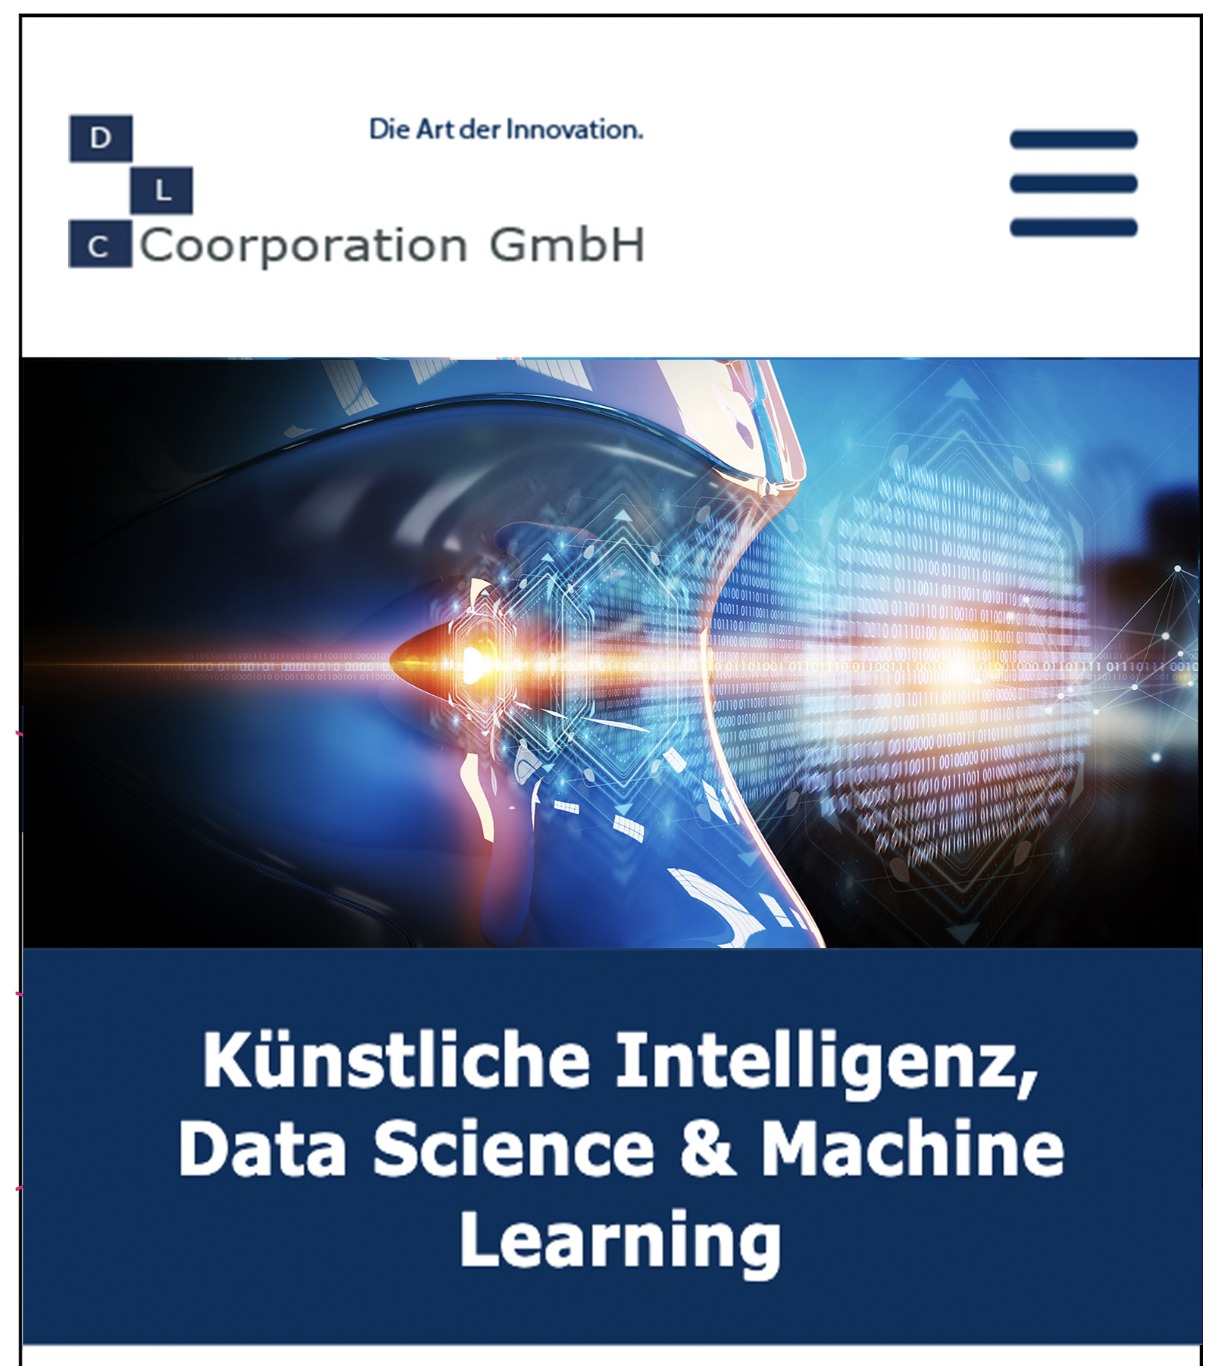 Die Art der Innovation.
D
L
C Coorporation GmbH
Künstliche Intelligenz,
Data Science & Machine
Learning